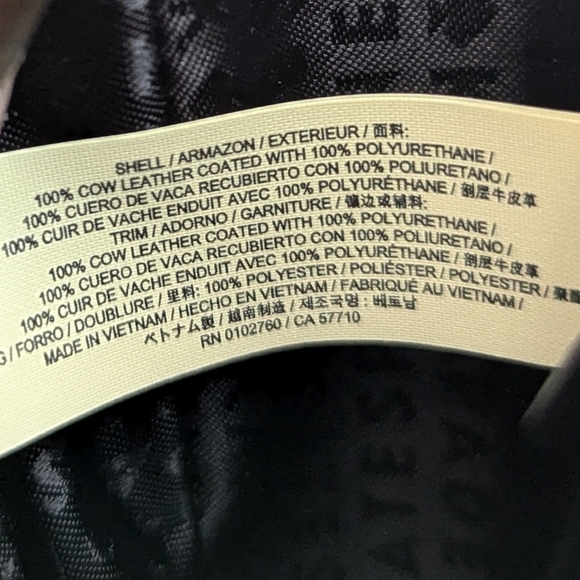 SHELL / ARMAZON / EXTERIEUR / 面料:
100% COW LEATHER COATED WITH 100% POLYURETHANE /
100% CUERO DE VACA RECUBIERTO CON 100% POLIURETANO /
100% CUIR DE VACHE ENDUIT AVEC 100% POLYURÉTHANE / 剖层牛皮革
TRIM / ADORNO / GARNITURE / 镶边或辅料:
100% COW LEATHER COATED WITH 100% POLYURETHANE /
100% CUERO DE VACA RECUBIERTO CON 100% POLIURETANO /
100% CUIR DE VACHE ENDUIT AVEC 100% POLYURÉTHANE / 剖层牛皮革
G / FORRO / DOUBLURE / 里料: 100% POLYESTER / POLIÉSTER / POLYESTER /
MADE IN VIETNAM / HECHO EN VIETNAM / FABRIQUÉ AU VIETNAM /
ベトナム製 / 越南制造 / 제조국명 : 베트남
RN 0102760 / CA 57710